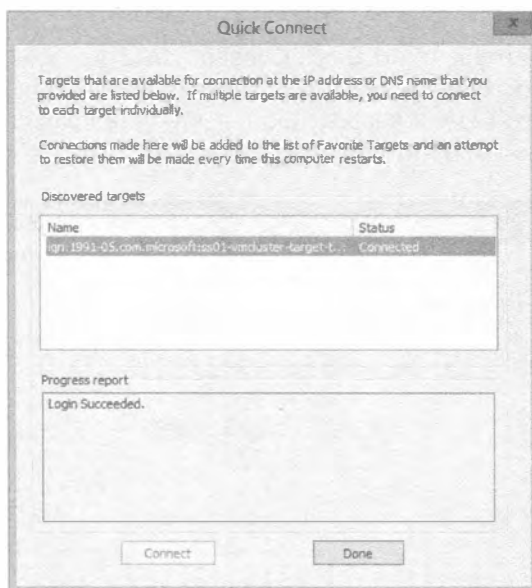 Quick Connect
x
Targets that are available for connection at the IP address or DNS name that you
provided are listed below. If multiple targets are available, you need to connect
to each target individually.
Connections made here will be added to the list of Favorite Targets and an attempt
to restore them will be made every time this computer restarts.
Discovered targets
Name Status
iqn.1991-05.com.microsoft:ss01-vmcluster-target-t... Connected
Progress report
Login Succeeded.
Connect Done